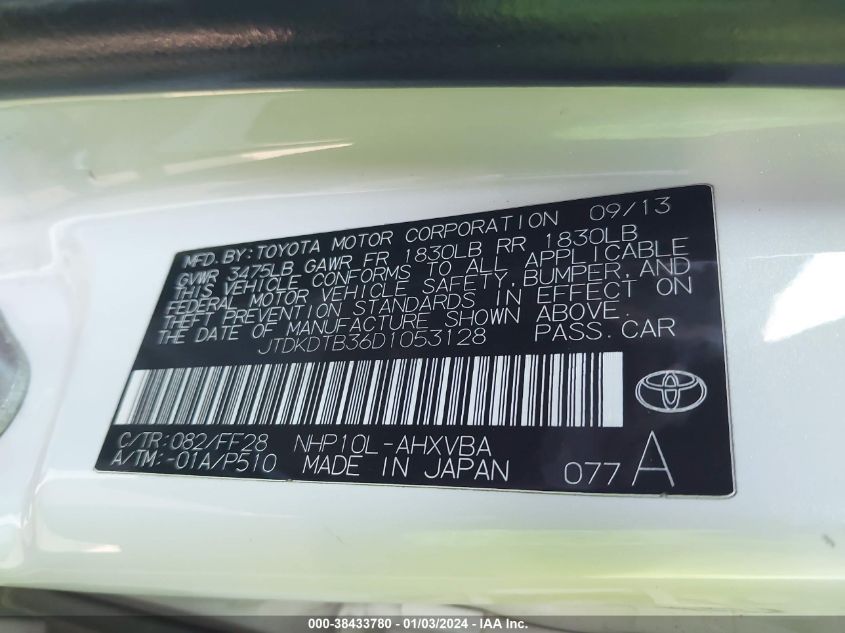 MFD. BY: TOYOTA MOTOR CORPORATION 09/13
GVWR 3475LB GAWR FR 1830LB RR 1830LB
THIS VEHICLE CONFORMS TO ALL APPLICABLE
FEDERAL MOTOR VEHICLE SAFETY, BUMPER, AND
THEFT PREVENTION STANDARDS IN EFFECT ON
THE DATE OF MANUFACTURE SHOWN ABOVE.
JTDKDTB36D1053128 PASS. CAR
C/TR: 082/FF28 NHP10L-AHXVBA
A/TM: -01A/P510 MADE IN JAPAN 077 A
000-38433780 - 01/03/2024 - IAA Inc.